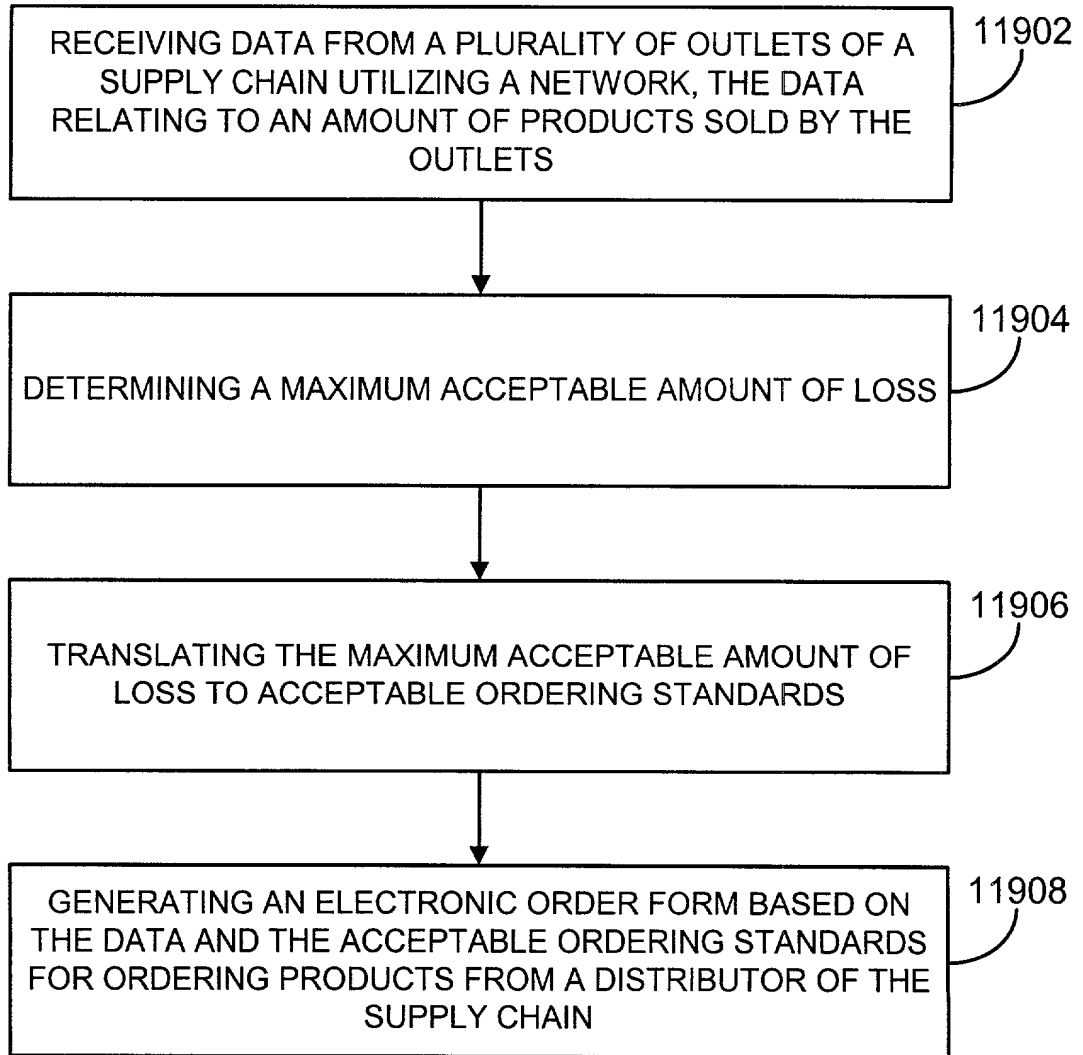 RECEIVING DATA FROM A PLURALITY OF OUTLETS OF A
SUPPLY CHAIN UTILIZING A NETWORK, THE DATA
RELATING TO AN AMOUNT OF PRODUCTS SOLD BY THE
OUTLETS
11902
DETERMINING A MAXIMUM ACCEPTABLE AMOUNT OF LOSS
11904
TRANSLATING THE MAXIMUM ACCEPTABLE AMOUNT OF
LOSS TO ACCEPTABLE ORDERING STANDARDS
11906
GENERATING AN ELECTRONIC ORDER FORM BASED ON
THE DATA AND THE ACCEPTABLE ORDERING STANDARDS
FOR ORDERING PRODUCTS FROM A DISTRIBUTOR OF THE
SUPPLY CHAIN
11908